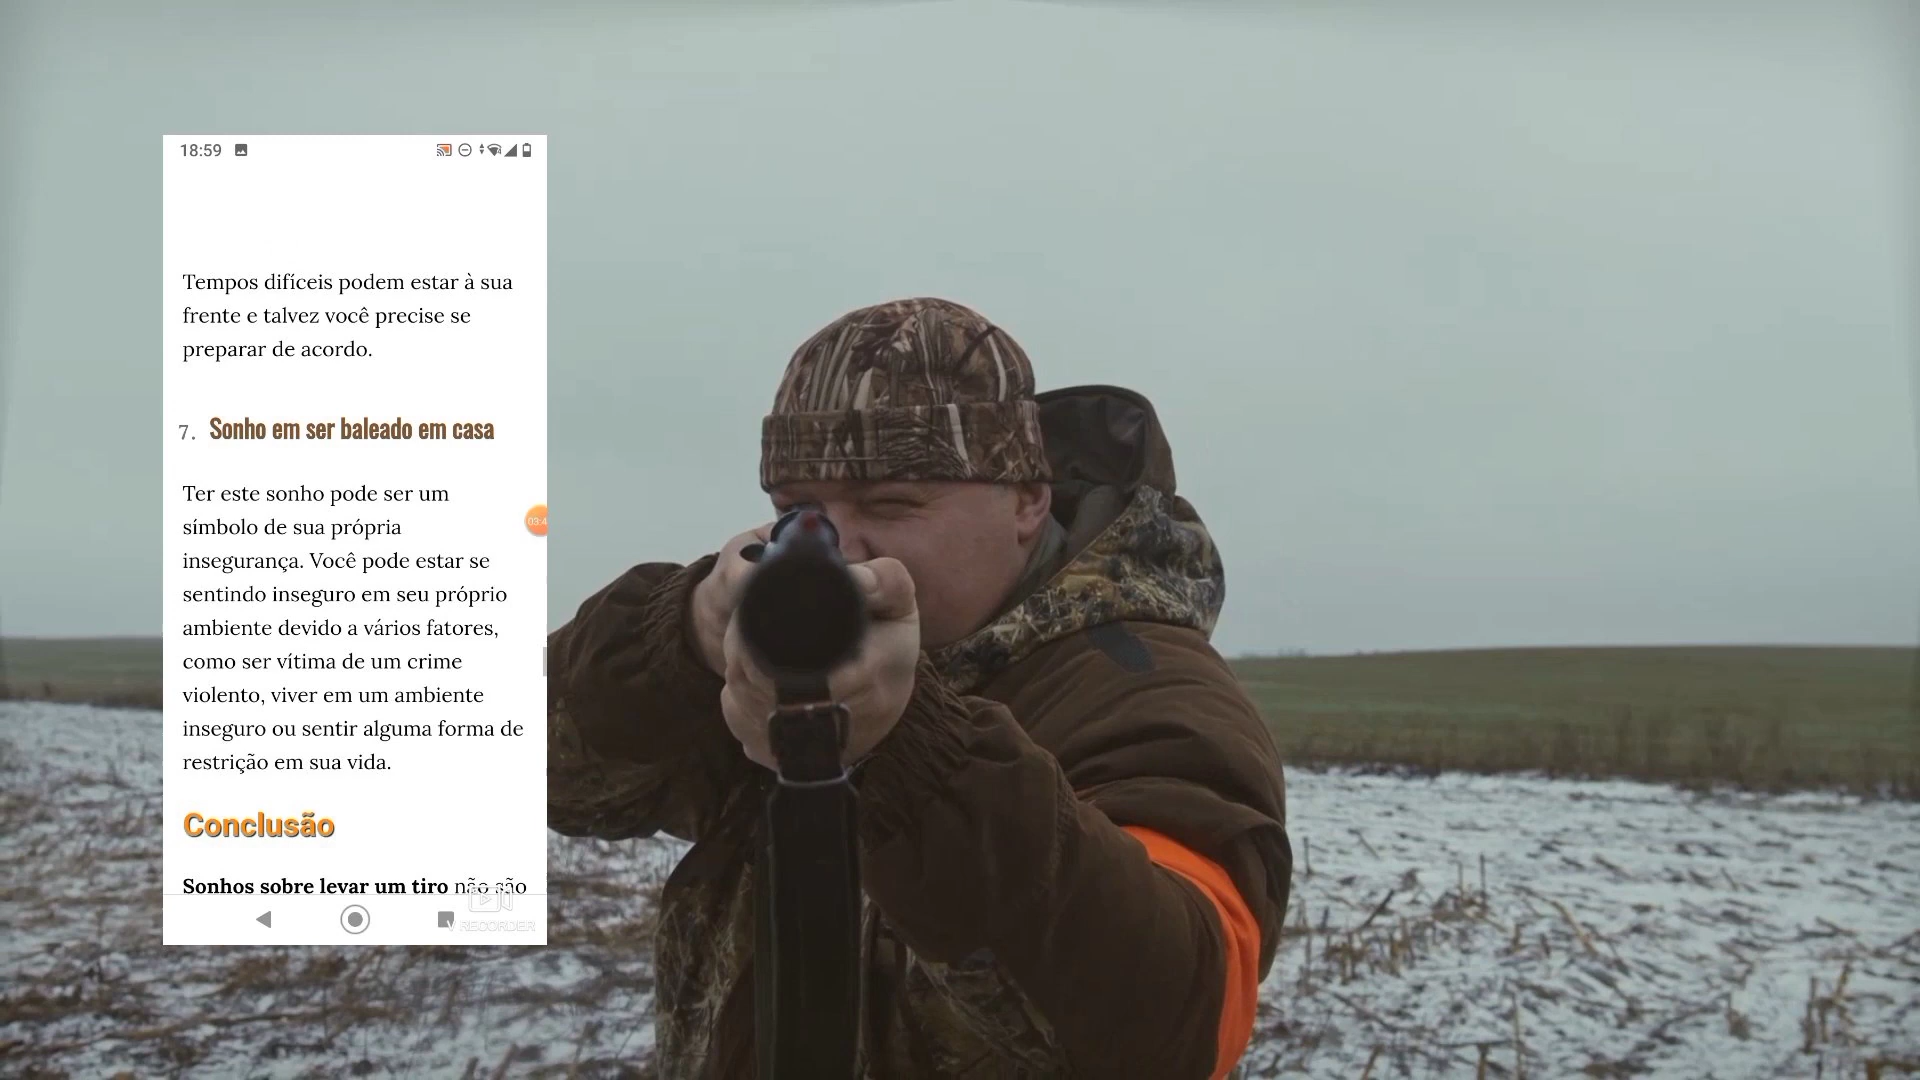 18:59
Tempos difíceis podem estar à sua
frente e talvez você precise se
preparar de acordo.
7. Sonho em ser baleado em casa
Ter este sonho pode ser um
símbolo de sua própria
insegurança. Você pode estar se
sentindo inseguro em seu próprio
ambiente devido a vários fatores,
como ser vítima de um crime
violento, viver em um ambiente
inseguro ou sentir alguma forma de
restrição em sua vida.
Conclusão
Sonhos sobre levar um tiro não são
V RECORDER